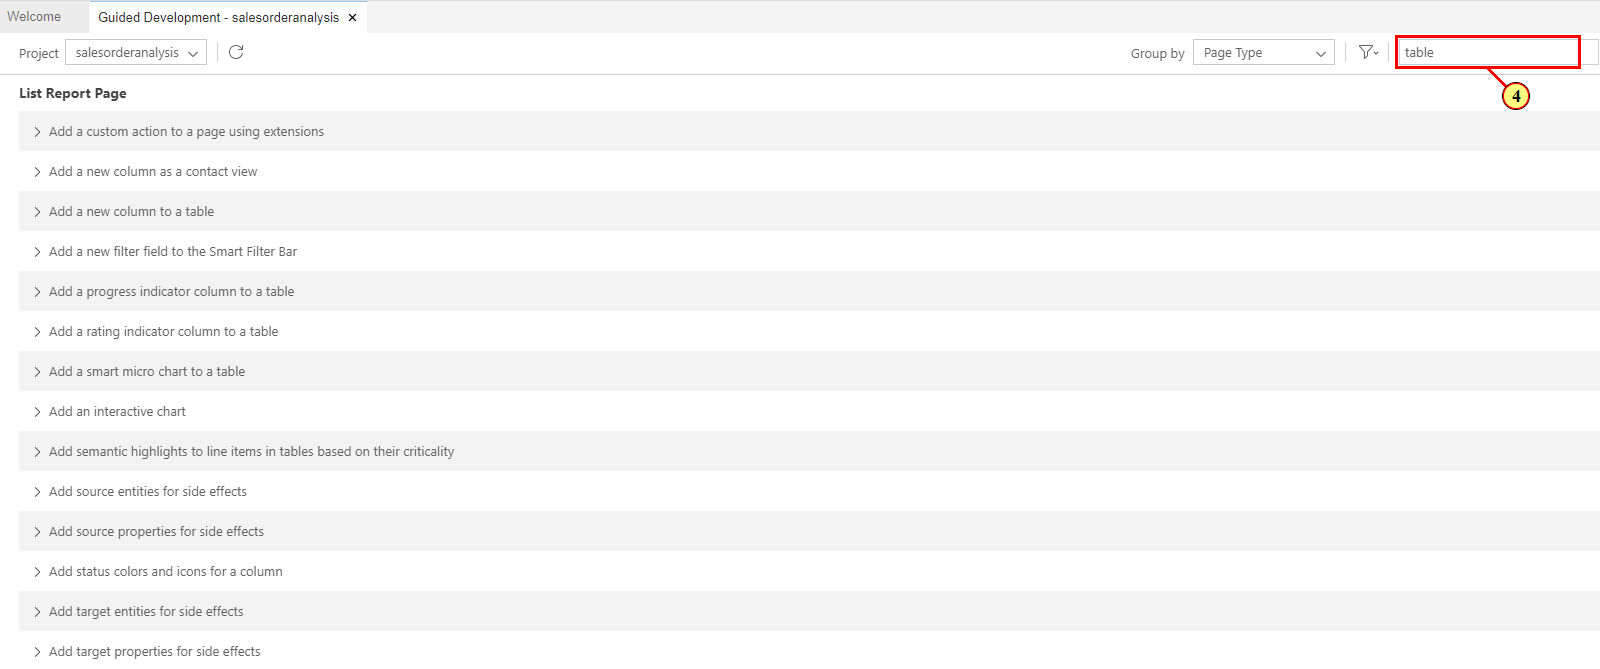 Welcome
Guided Development - salesorderanalysis
Project salesorderanalysis Group by Page Type table
4
List Report Page
Add a custom action to a page using extensions
Add a new column as a contact view
Add a new column to a table
Add a new filter field to the Smart Filter Bar
Add a progress indicator column to a table
Add a rating indicator column to a table
Add a smart micro chart to a table
Add an interactive chart
Add semantic highlights to line items in tables based on their criticality
Add source entities for side effects
Add source properties for side effects
Add status colors and icons for a column
Add target entities for side effects
Add target properties for side effects